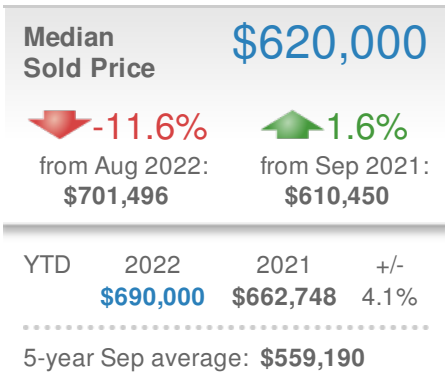 Median $620,000
Sold Price
-11.6% 1.6%
from Aug 2022: from Sep 2021:
$701,496 $610,450
YTD 2022 2021 +/-
$690,000 $662,748 4.1%
5-year Sep average: $559,190